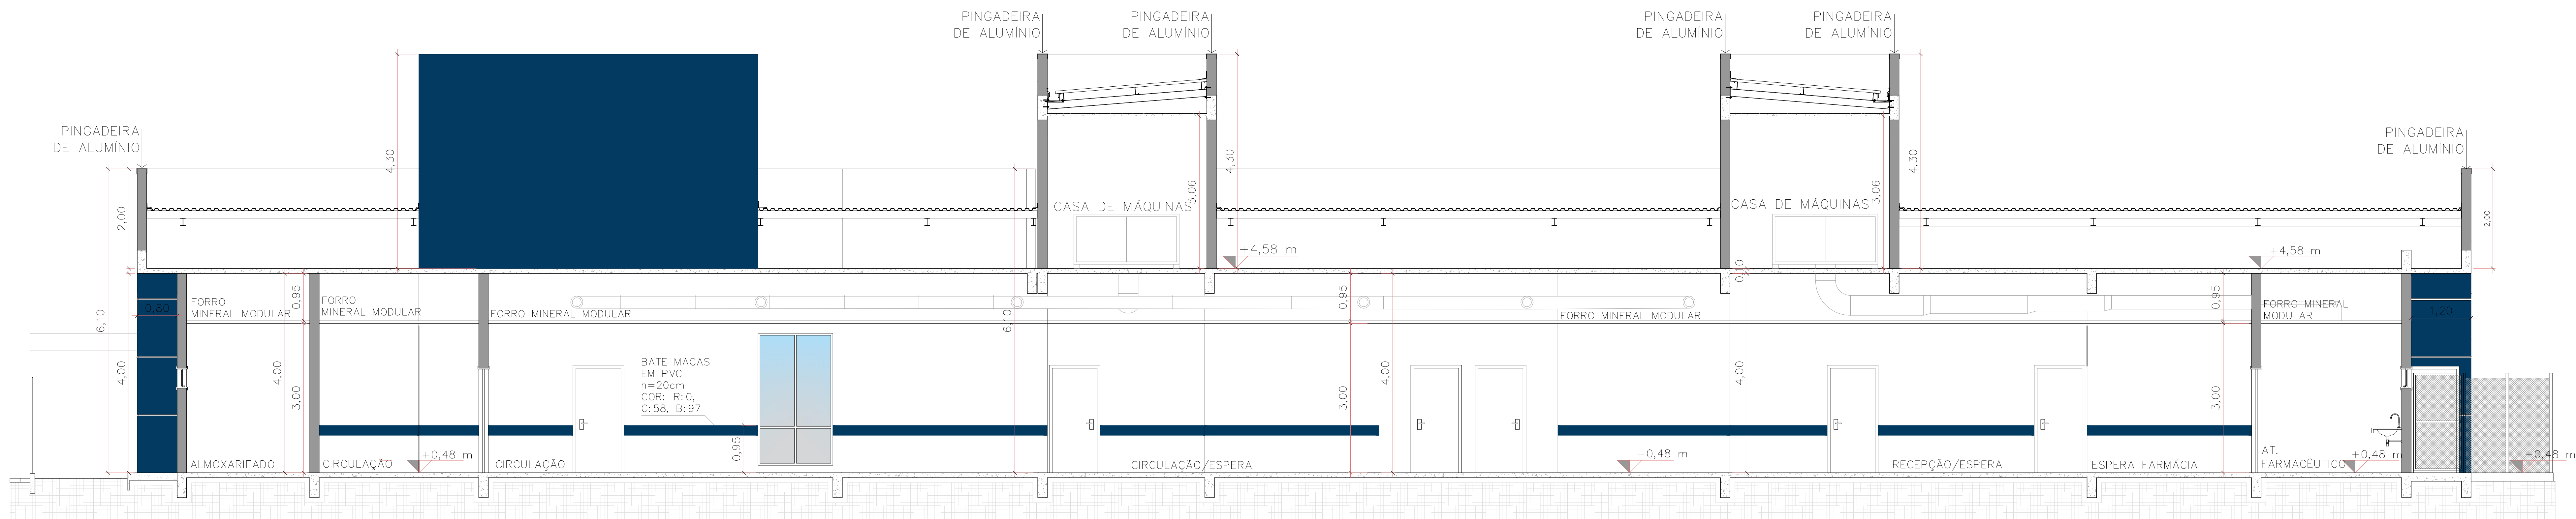 PINGADEIRA
DE ALUMÍNIO
PINGADEIRA
DE ALUMÍNIO
PINGADEIRA
DE ALUMÍNIO
PINGADEIRA
DE ALUMÍNIO
PINGADEIRA
DE ALUMÍNIO
PINGADEIRA
DE ALUMÍNIO
4,30
4,30
4,30
2,00
2,00
3,06
3,06
CASA DE MÁQUINAS
CASA DE MÁQUINAS
+4,58 m
+4,58 m
0,10
6,10
4,00
0,80
FORRO
MINERAL MODULAR
0,95
FORRO
MINERAL MODULAR
FORRO MINERAL MODULAR
6,10
0,95
FORRO MINERAL MODULAR
0,95
FORRO MINERAL
MODULAR
1,20
4,00
3,00
BATE MACAS
EM PVC
h=20cm
COR: R:0,
G:58, B:97
0,95
3,00
4,00
4,00
3,00
ALMOXARIFADO
CIRCULAÇÃO
+0,48 m
CIRCULAÇÃO
CIRCULAÇÃO/ESPERA
+0,48 m
RECEPÇÃO/ESPERA
ESPERA FARMÁCIA
AT.
FARMACÊUTICO
+0,48 m
+0,48 m